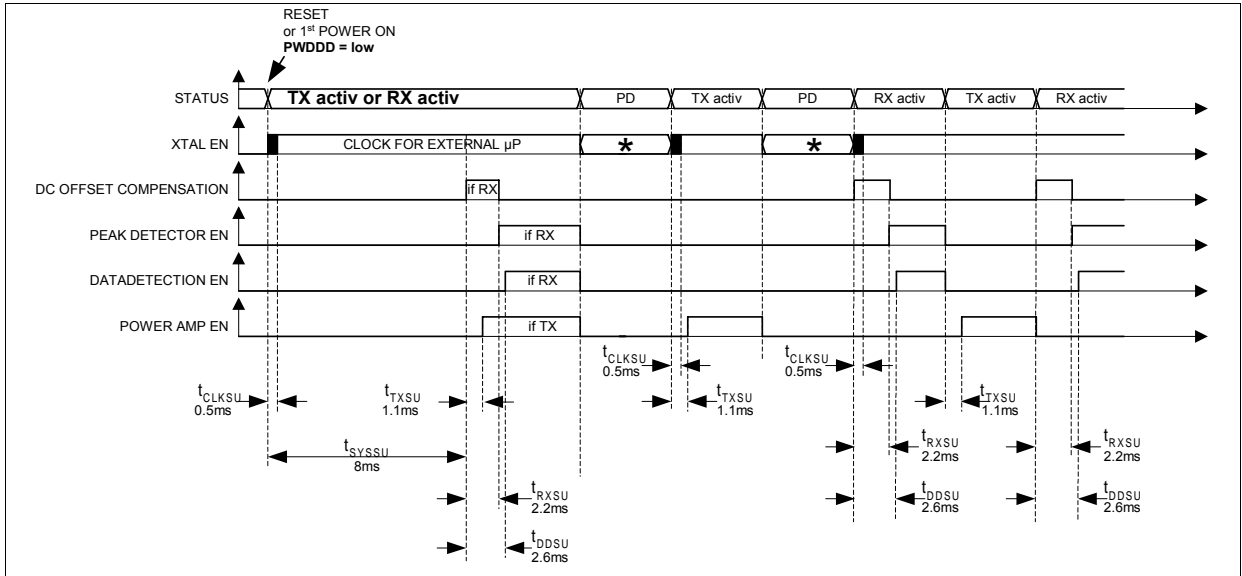 RESET
or 1st POWER ON
PWDDD = low
STATUS
TX activ or RX activ
PD
TX activ
PD
RX activ
TX activ
RX activ
XTAL EN
CLOCK FOR EXTERNAL µP
*
*
DC OFFSET COMPENSATION
if RX
PEAK DETECTOR EN
if RX
DATADETECTION EN
if RX
POWER AMP EN
if TX
tCLKSU
0.5ms
tCLKSU
0.5ms
tCLKSU
0.5ms
tTXSU
1.1ms
tTXSU
1.1ms
tTXSU
1.1ms
tSYSSU
8ms
tRXSU
2.2ms
tRXSU
2.2ms
tRXSU
2.2ms
tDDSU
2.6ms
tDDSU
2.6ms
tDDSU
2.6ms